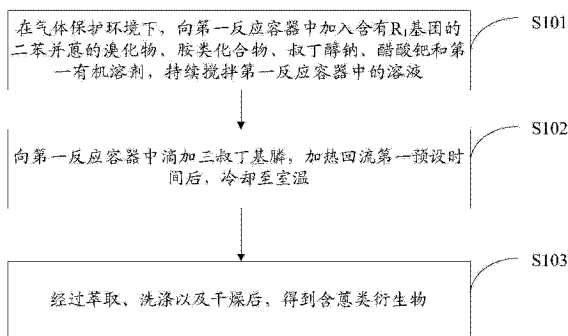 在气体保护环境下，向第一反应容器中加入含有R₁基团的
二苯并蒽的溴化物、胺类化合物、叔丁醇钠、醋酸钯和第
一有机溶剂，持续搅拌第一反应容器中的溶液
S101
向第一反应容器中滴加三叔丁基膦，加热回流第一预设时
间后，冷却至室温
S102
经过萃取、洗涤以及干燥后，得到含蒽类衍生物
S103